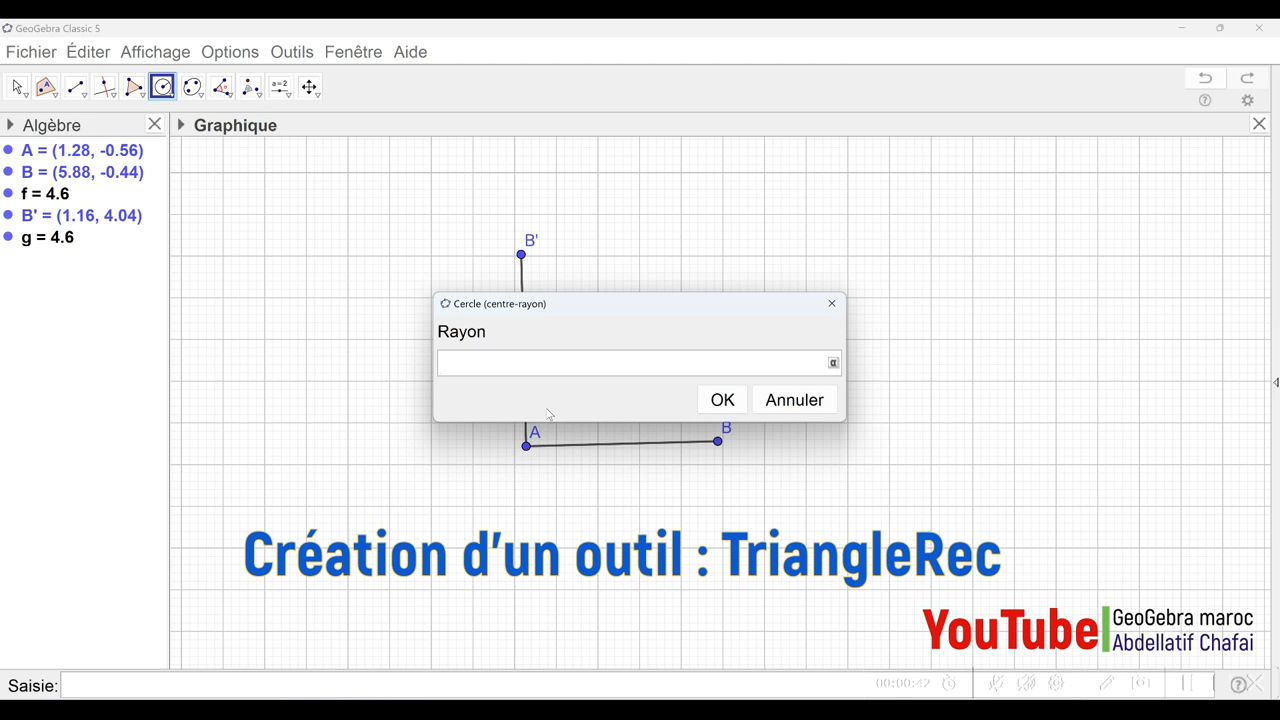 GeoGebra Classic 5
Fichier Éditer Affichage Options Outils Fenêtre Aide
Algèbre
Graphique
A = (1.28, -0.56)
B = (5.88, -0.44)
f = 4.6
B' = (1.16, 4.04)
g = 4.6
B'
Cercle (centre-rayon)
Rayon
α
OK Annuler
A
B
Création d'un outil : TriangleRec
YouTube
GeoGebra maroc
Abdellatif Chafai
Saisie:
00:00:42